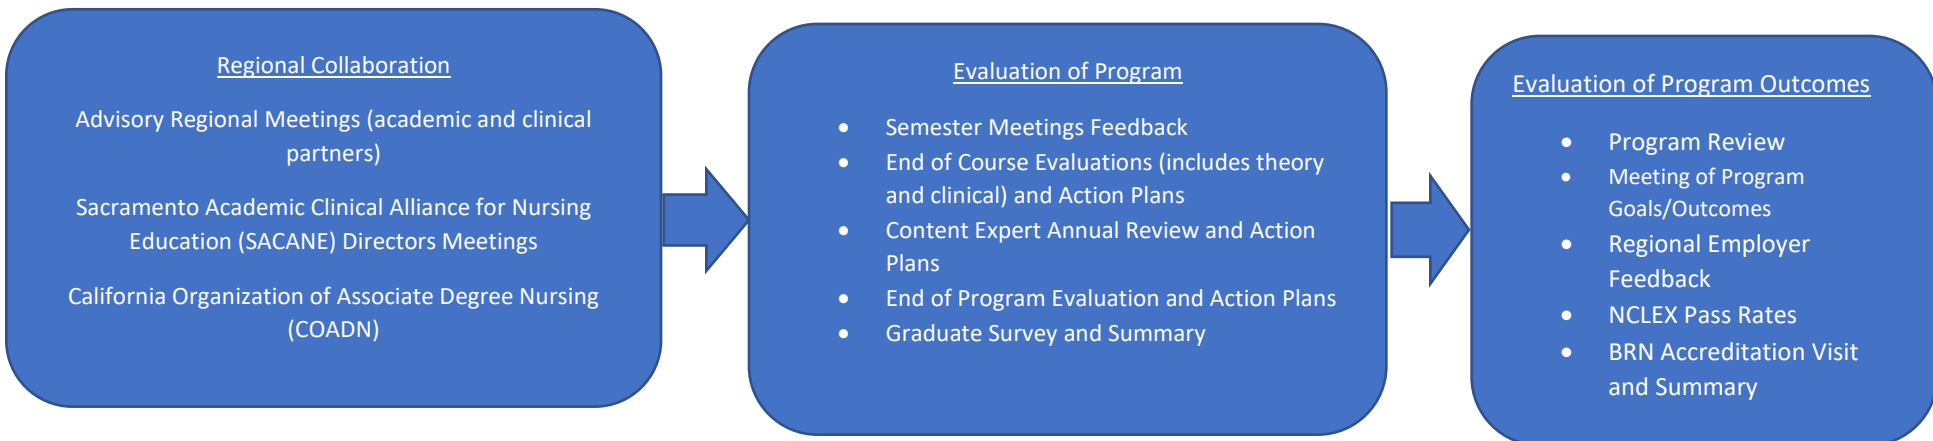 Regional Collaboration
Advisory Regional Meetings (academic and clinical
partners)
Sacramento Academic Clinical Alliance for Nursing
Education (SACANE) Directors Meetings
California Organization of Associate Degree Nursing
(COADN)
Evaluation of Program
• Semester Meetings Feedback
• End of Course Evaluations (includes theory
and clinical) and Action Plans
• Content Expert Annual Review and Action
Plans
• End of Program Evaluation and Action Plans
• Graduate Survey and Summary
Evaluation of Program Outcomes
• Program Review
• Meeting of Program
Goals/Outcomes
• Regional Employer
Feedback
• NCLEX Pass Rates
• BRN Accreditation Visit
and Summary